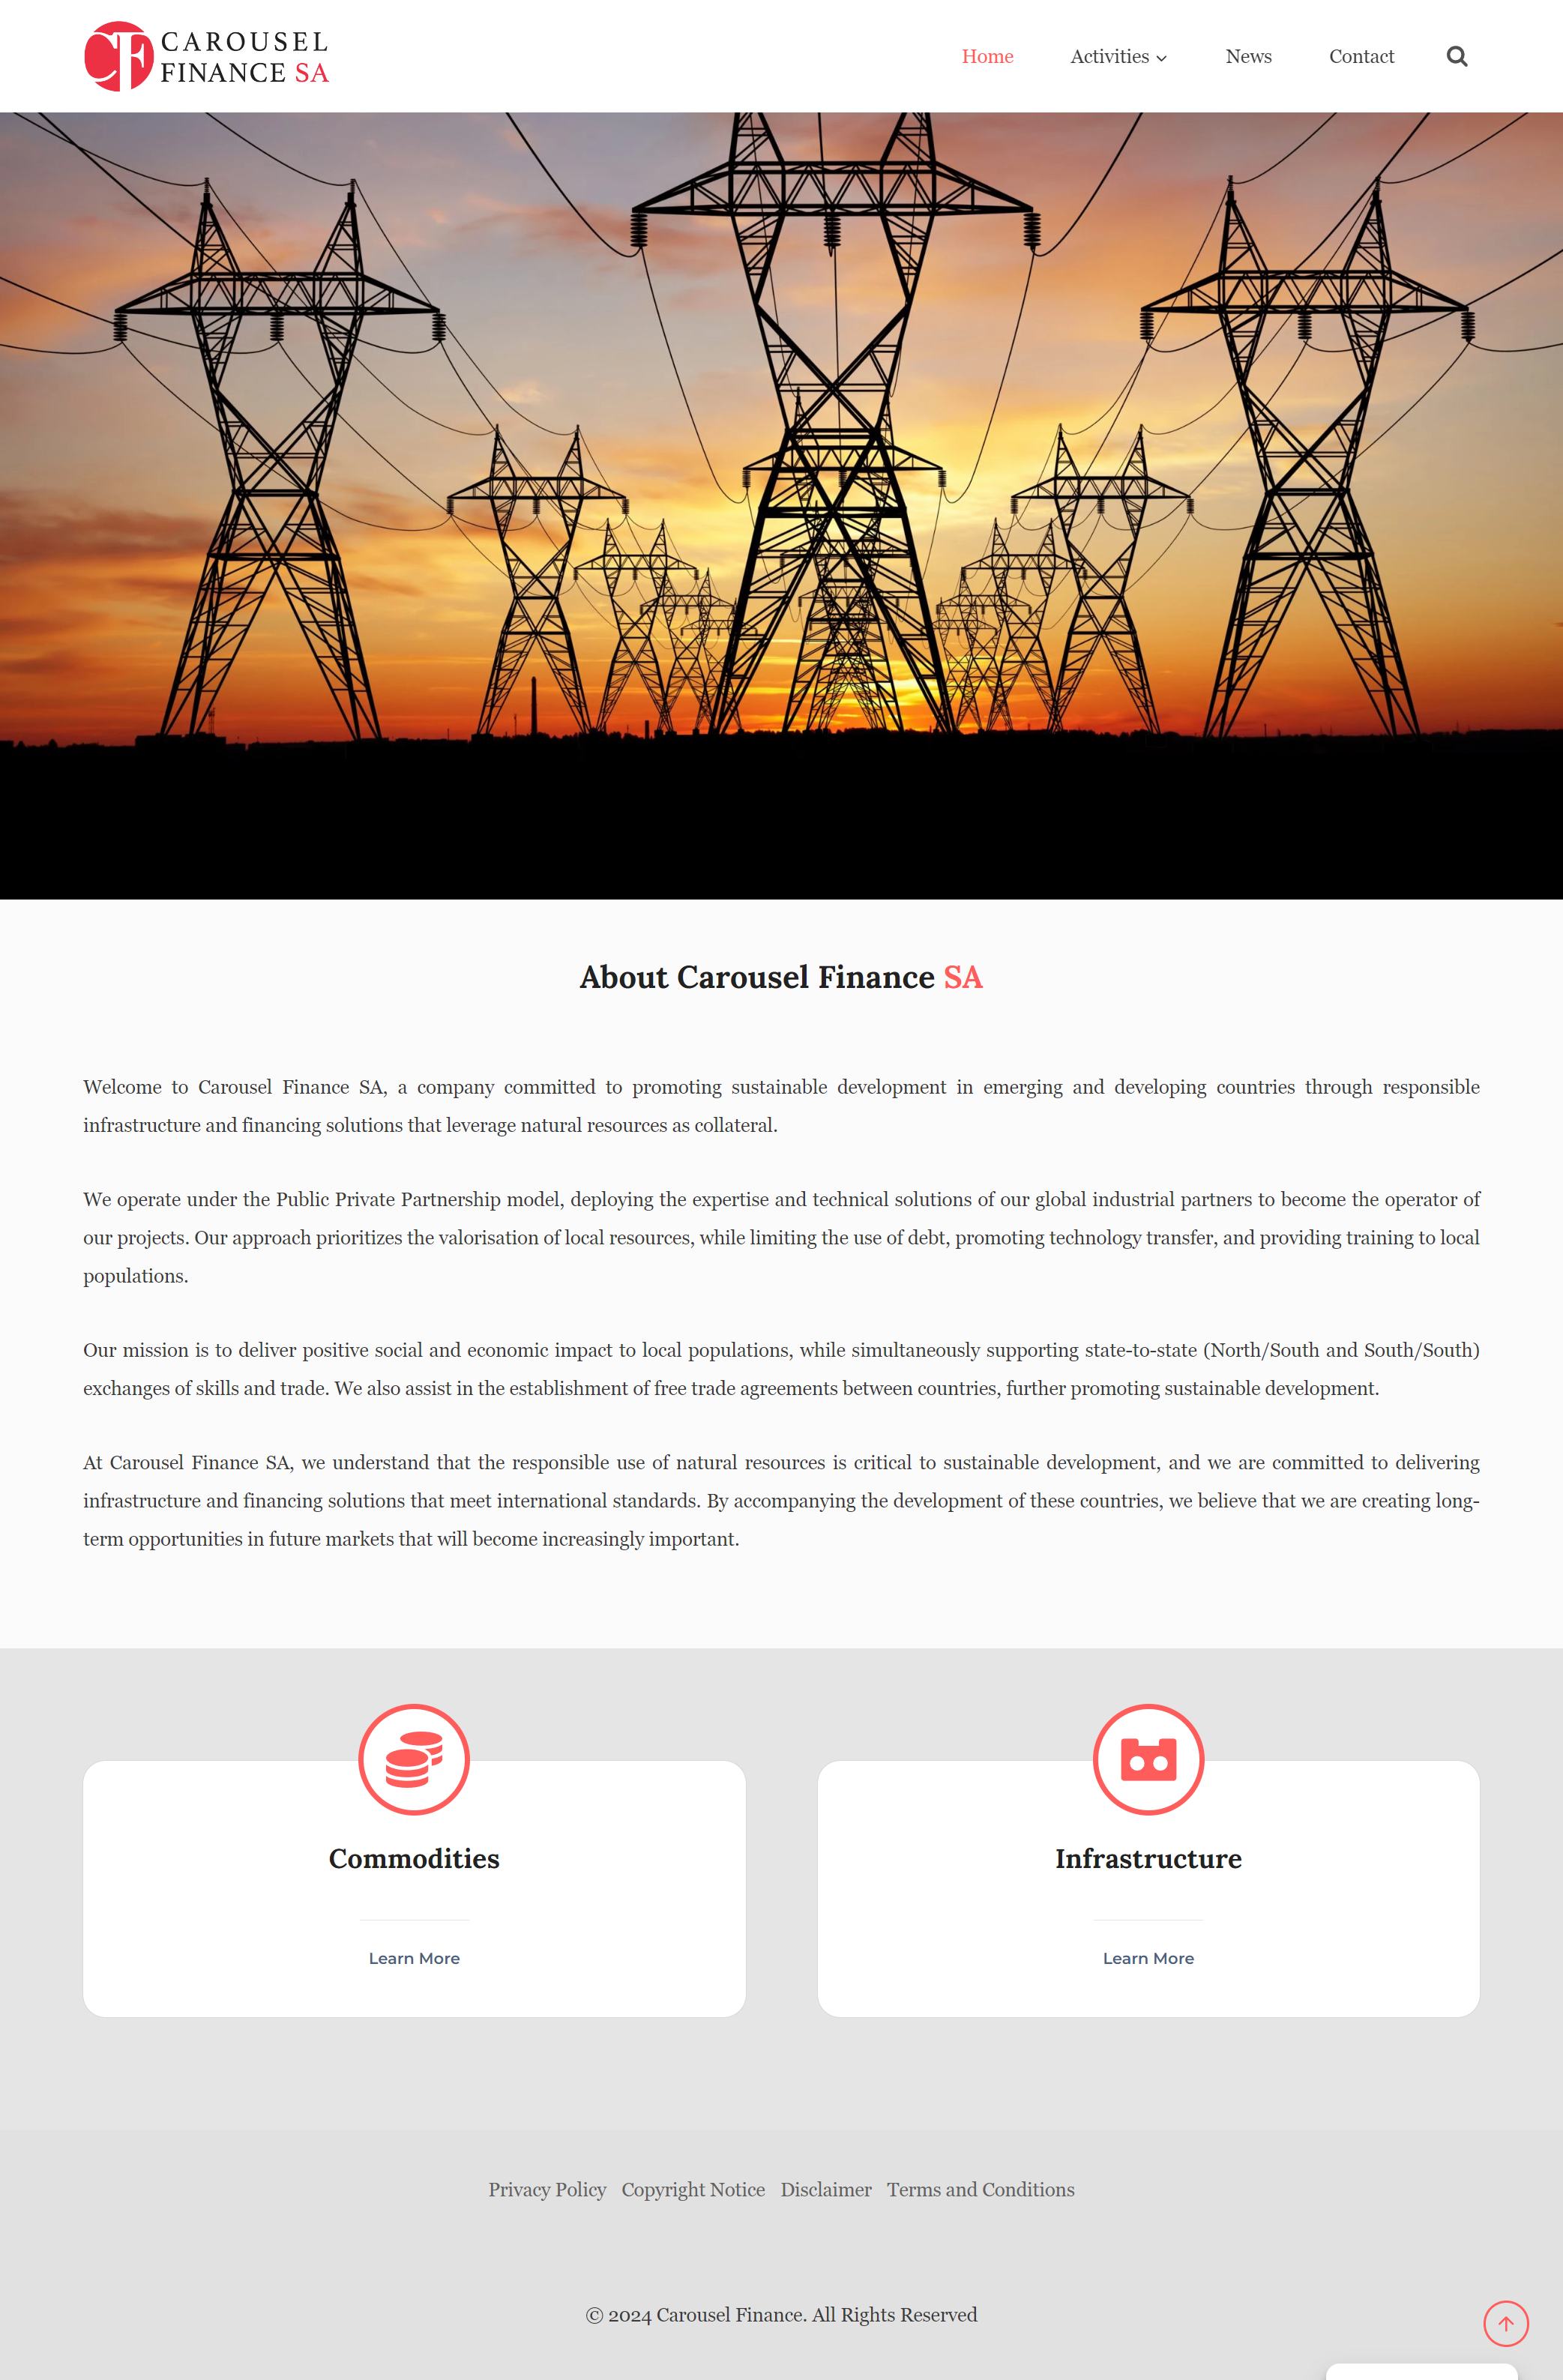 CAROUSEL
FINANCE SA
Home Activities News Contact
About Carousel Finance SA
Welcome to Carousel Finance SA, a company committed to promoting sustainable development in emerging and developing countries through responsible
infrastructure and financing solutions that leverage natural resources as collateral.
We operate under the Public Private Partnership model, deploying the expertise and technical solutions of our global industrial partners to become the operator of
our projects. Our approach prioritizes the valorisation of local resources, while limiting the use of debt, promoting technology transfer, and providing training to local
populations.
Our mission is to deliver positive social and economic impact to local populations, while simultaneously supporting state-to-state (North/South and South/South)
exchanges of skills and trade. We also assist in the establishment of free trade agreements between countries, further promoting sustainable development.
At Carousel Finance SA, we understand that the responsible use of natural resources is critical to sustainable development, and we are committed to delivering
infrastructure and financing solutions that meet international standards. By accompanying the development of these countries, we believe that we are creating long-
term opportunities in future markets that will become increasingly important.
Commodities
Learn More
Infrastructure
Learn More
Privacy Policy Copyright Notice Disclaimer Terms and Conditions
© 2024 Carousel Finance. All Rights Reserved